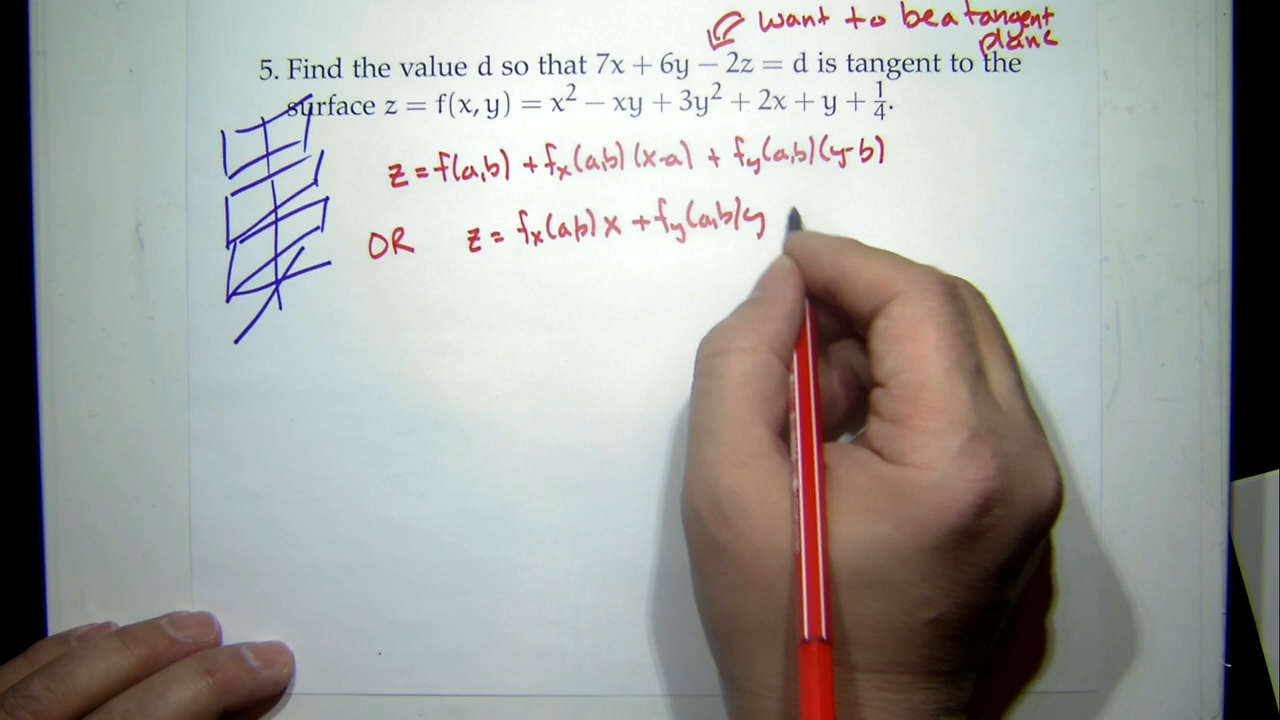 want to be a tangent
plane
5. Find the value d so that 7x + 6y − 2z = d is tangent to the
surface z = f(x, y) = x² − xy + 3y² + 2x + y + 1/4.
z = f(a,b) + fx(a,b)(x-a) + fy(a,b)(y-b)
OR z = fx(a,b)x + fy(a,b)y